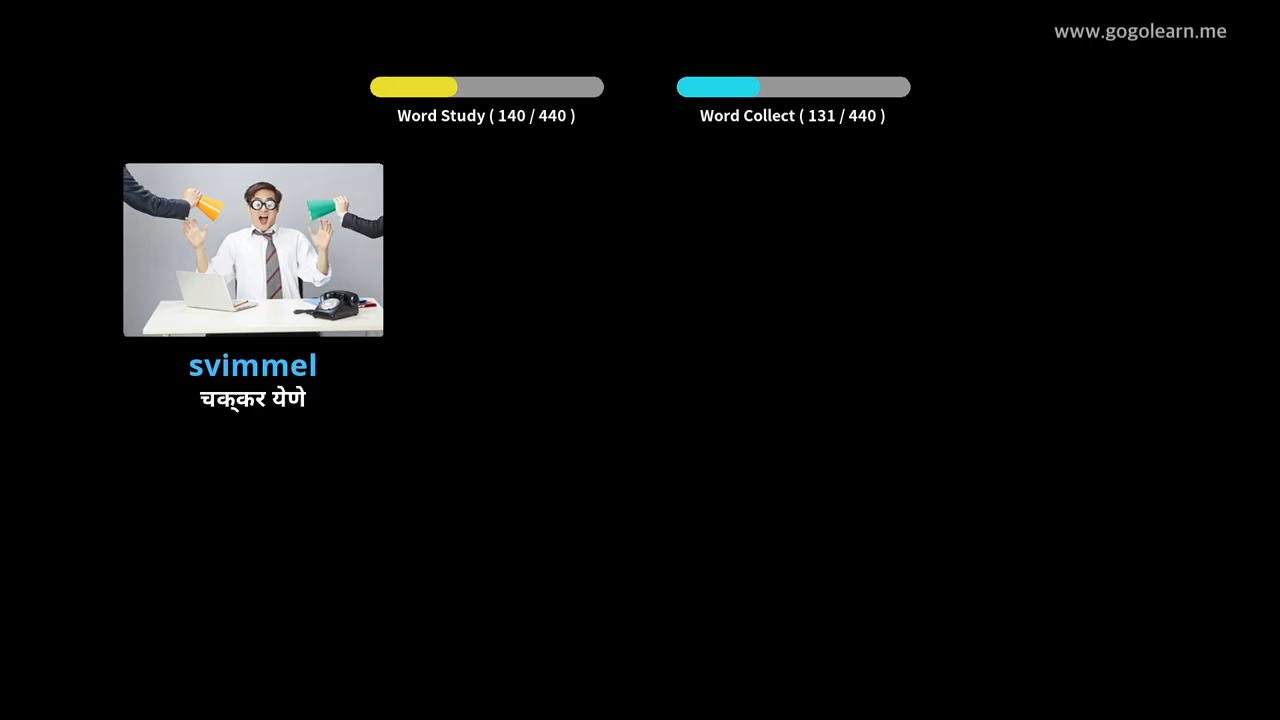 www.gogolearn.me
Word Study ( 140 / 440 )
Word Collect ( 131 / 440 )
svimmel
चक्कर येणे